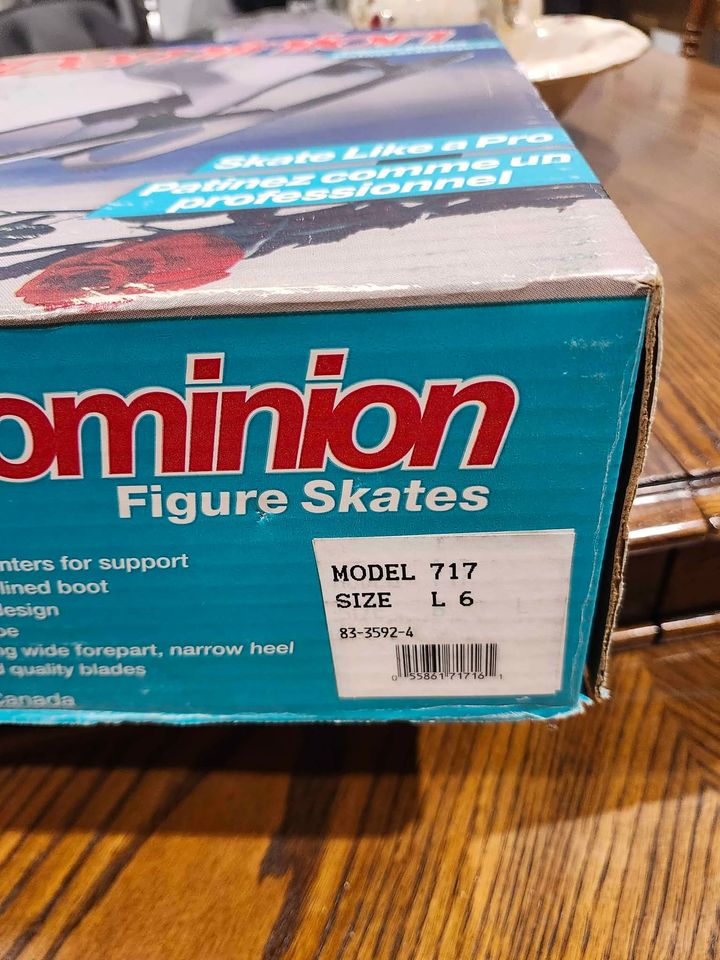 Skate Like a Pro
Patinez comme un
professionnel
ominion
Figure Skates
nters for support
lined boot
design
pe
ng wide forepart, narrow heel
d quality blades
Canada
MODEL 717
SIZE L 6
83-3592-4
0 55861 71716 1